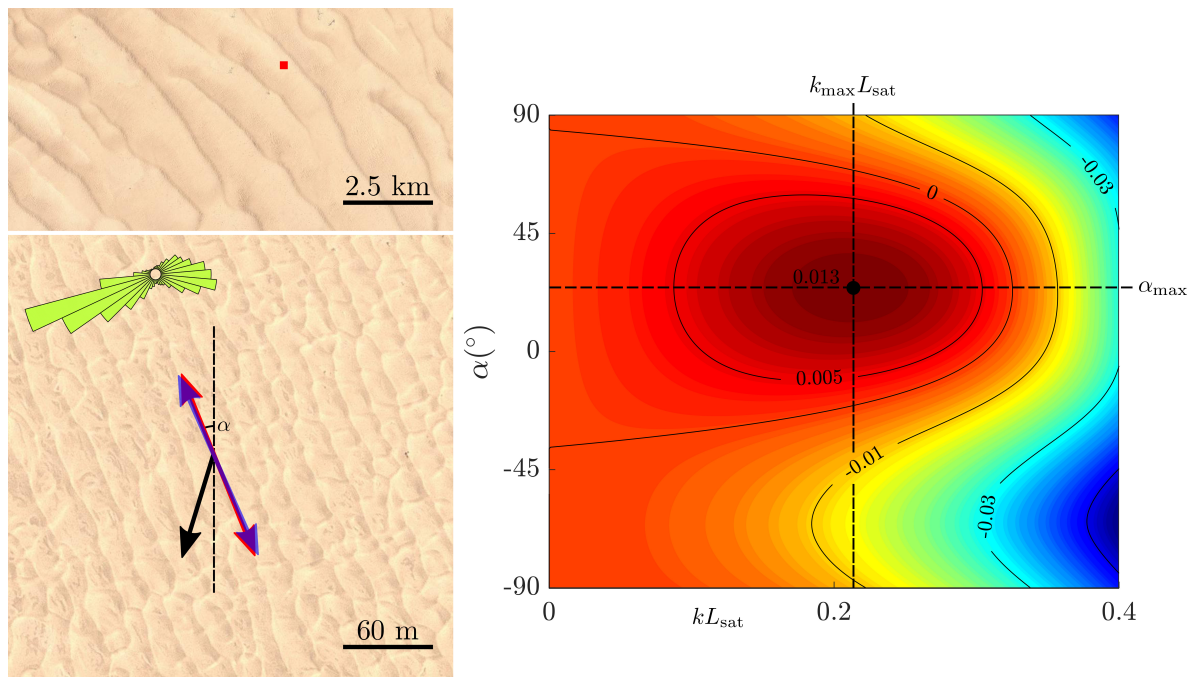 2.5 km
α
60 m
k_max L_sat
90
45
0
-45
-90
α(°)
0
0.2
0.4
kL_sat
α_max
0.013
0.005
0
-0.01
-0.03
-0.03